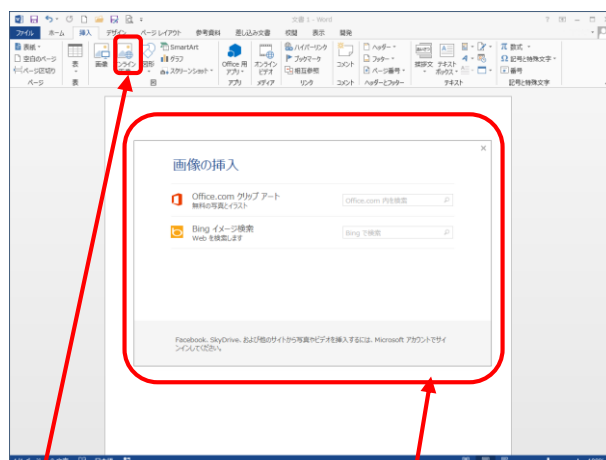 文書 1 - Word
ファイル ホーム 挿入 デザイン ページ レイアウト 参考資料 差し込み文書 校閲 表示 開発
表紙
空白のページ
ページ区切り
表
画像
オンライン
図形
SmartArt
グラフ
スクリーンショット
Office 用
アプリ
オンライン
ビデオ
ハイパーリンク
ブックマーク
相互参照
コメント
ヘッダー
フッター
ページ番号
挨拶文
テキスト
ボックス
数式
記号と特殊文字
番号
ページ 表 図 アプリ メディア リンク コメント ヘッダーとフッター テキスト 記号と特殊文字
画像の挿入
Office.com クリップ アート
無料の写真とイラスト
Office.com 内を検索
Bing イメージ検索
Web を検索します
Bing で検索
Facebook、SkyDrive、および他のサイトから写真やビデオを挿入するには、Microsoft アカウントでサイ
ンインしてください。